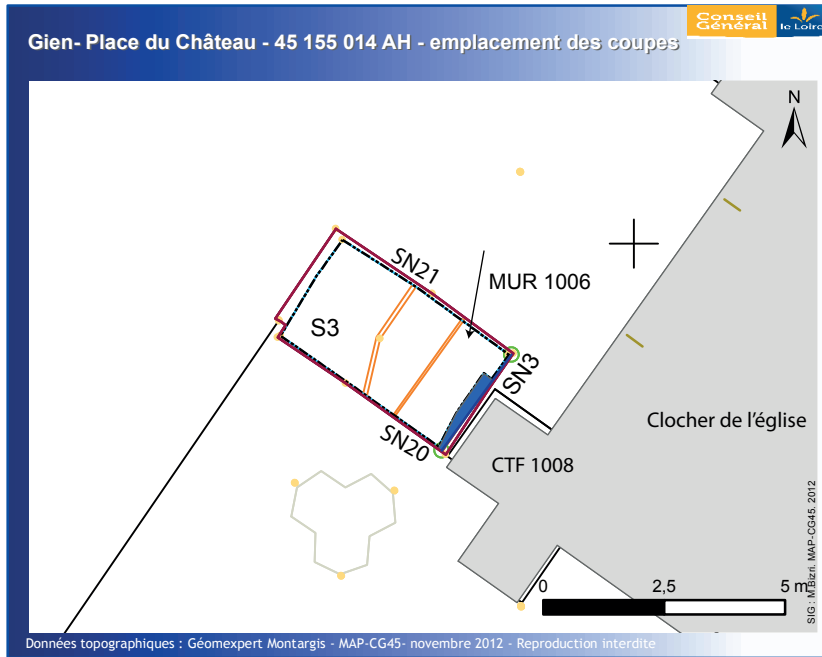 Conseil
Général
le Loiret
Gien- Place du Château - 45 155 014 AH - emplacement des coupes
N
SN21
MUR 1006
S3
SN3
Clocher de l'église
SN20
CTF 1008
0
2,5
5 m
SIG : M.Bizri. MAP-CG45. 2012
Données topographiques : Géomexpert Montargis - MAP-CG45- novembre 2012 - Reproduction interdite